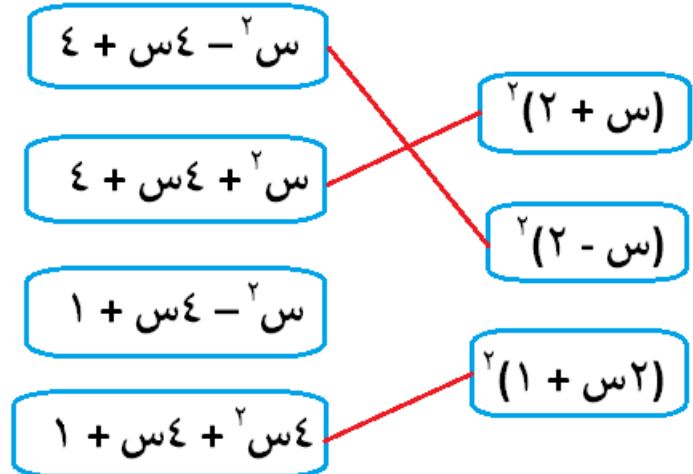 (س + ٢)٢
(س - ٢)٢
(٢س + ١)٢
س٢ – ٤س + ٤
س٢ + ٤س + ٤
س٢ – ٤س + ١
٤س٢ + ٤س + ١